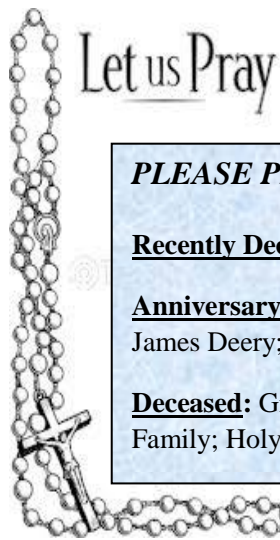 Let us Pray
PLEASE P
Recently Dec
Anniversary
James Deery;
Deceased: G
Family; Holy